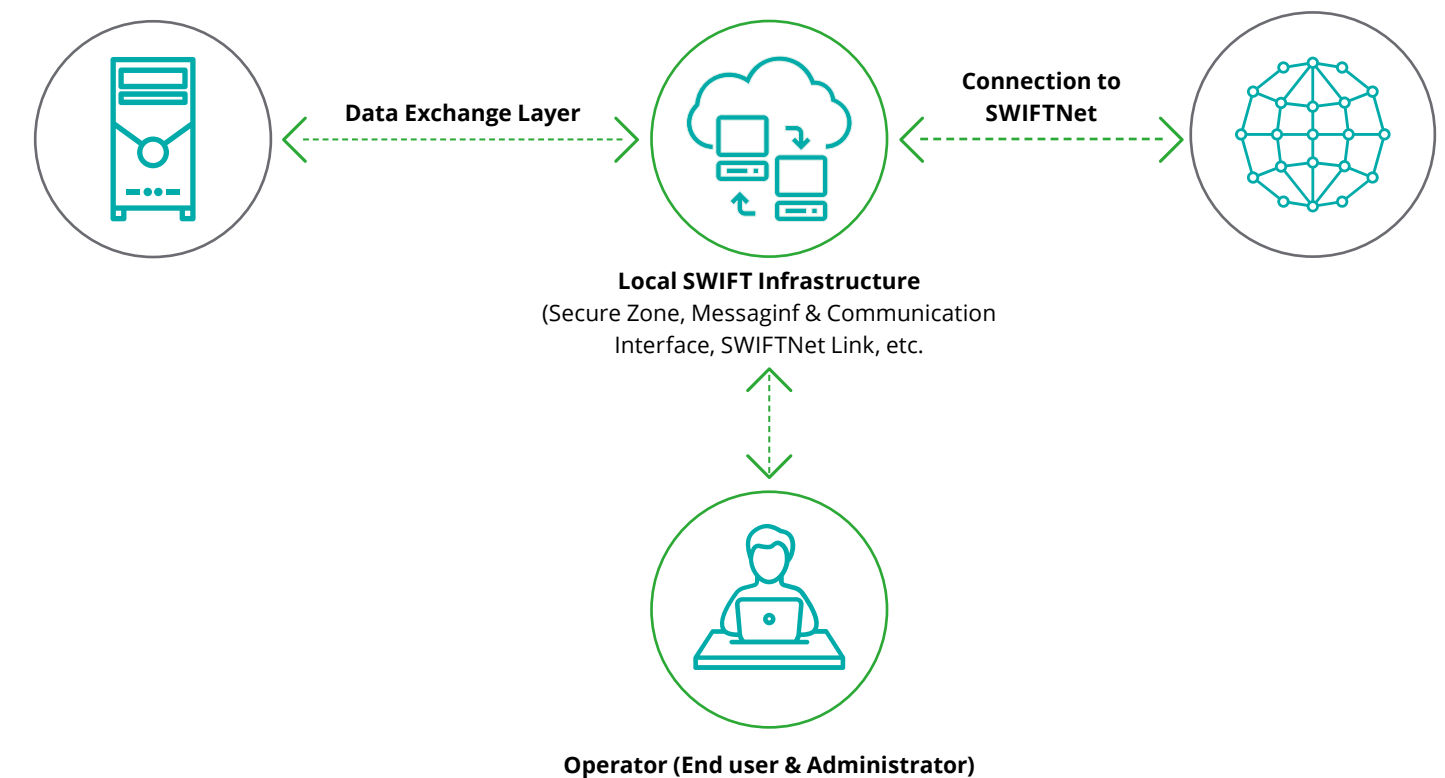 Data Exchange Layer
Connection to
SWIFTNet
Local SWIFT Infrastructure
(Secure Zone, Messaginf & Communication
Interface, SWIFTNet Link, etc.
Operator (End user & Administrator)